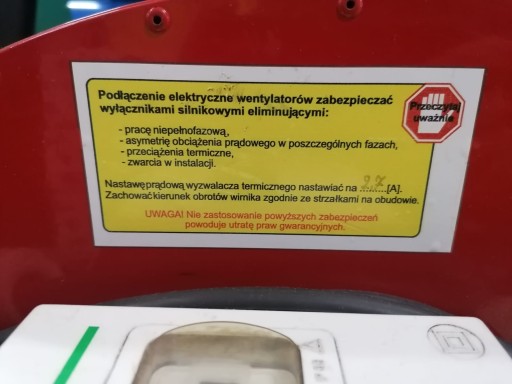 Podłączenie elektryczne wentylatorów zabezpieczać
wyłącznikami silnikowymi eliminującymi:
Przeczytaj
uważnie
- pracę niepełnofazową,
- asymetrię obciążenia prądowego w poszczególnych fazach,
- przeciążenia termiczne,
- zwarcia w instalacji.
Nastawę prądową wyzwalacza termicznego nastawiać na ..........[A].
Zachować kierunek obrotów wirnika zgodnie ze strzałkami na obudowie.
UWAGA! Nie zastosowanie powyższych zabezpieczeń
powoduje utratę praw gwarancyjnych.